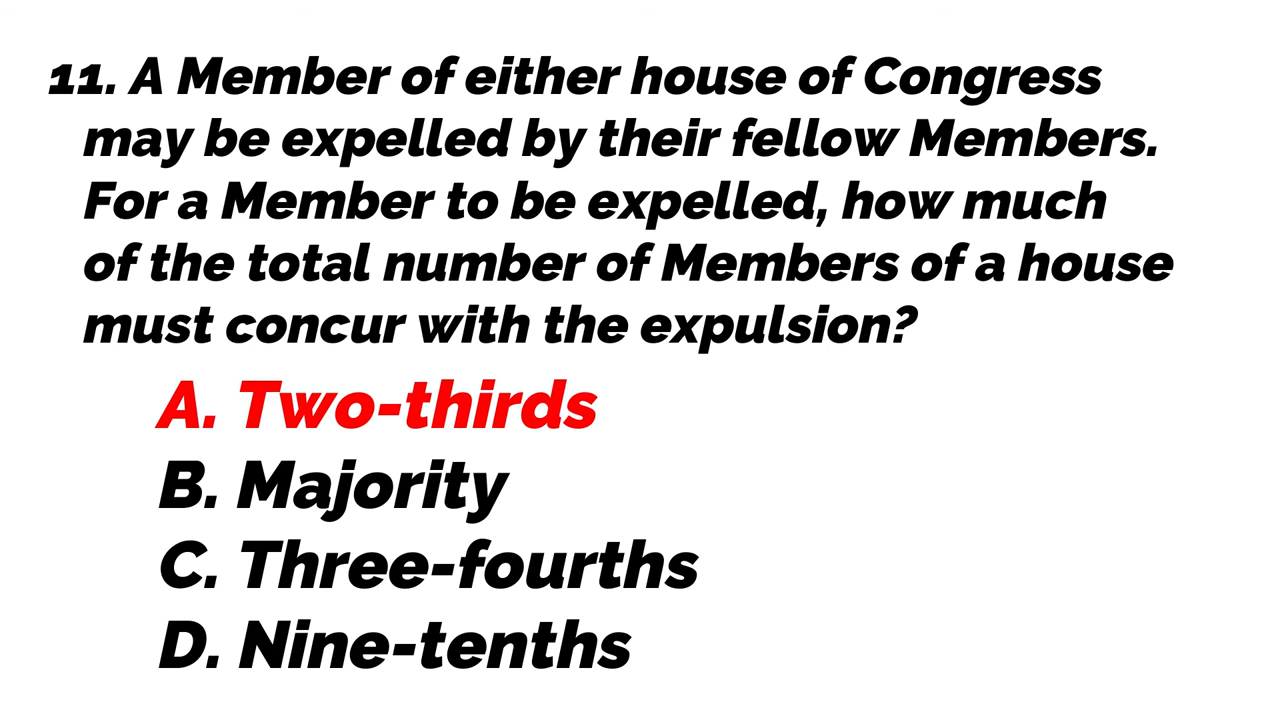 11. A Member of either house of Congress
may be expelled by their fellow Members.
For a Member to be expelled, how much
of the total number of Members of a house
must concur with the expulsion?
A. Two-thirds
B. Majority
C. Three-fourths
D. Nine-tenths